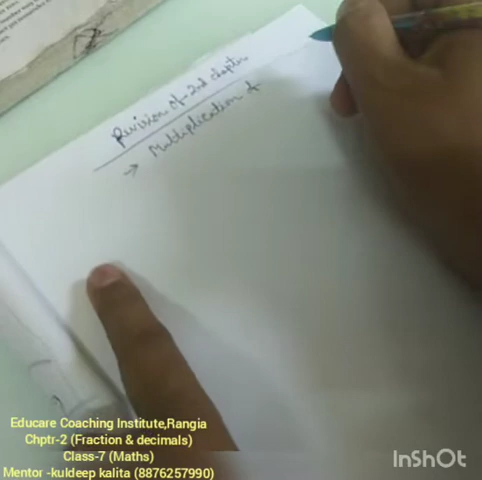 Revision of 2nd chapter
→ Multiplication of
Educare Coaching Institute,Rangia
Chptr-2 (Fraction & decimals)
Class-7 (Maths)
Mentor -kuldeep kalita (8876257990)
InShOt